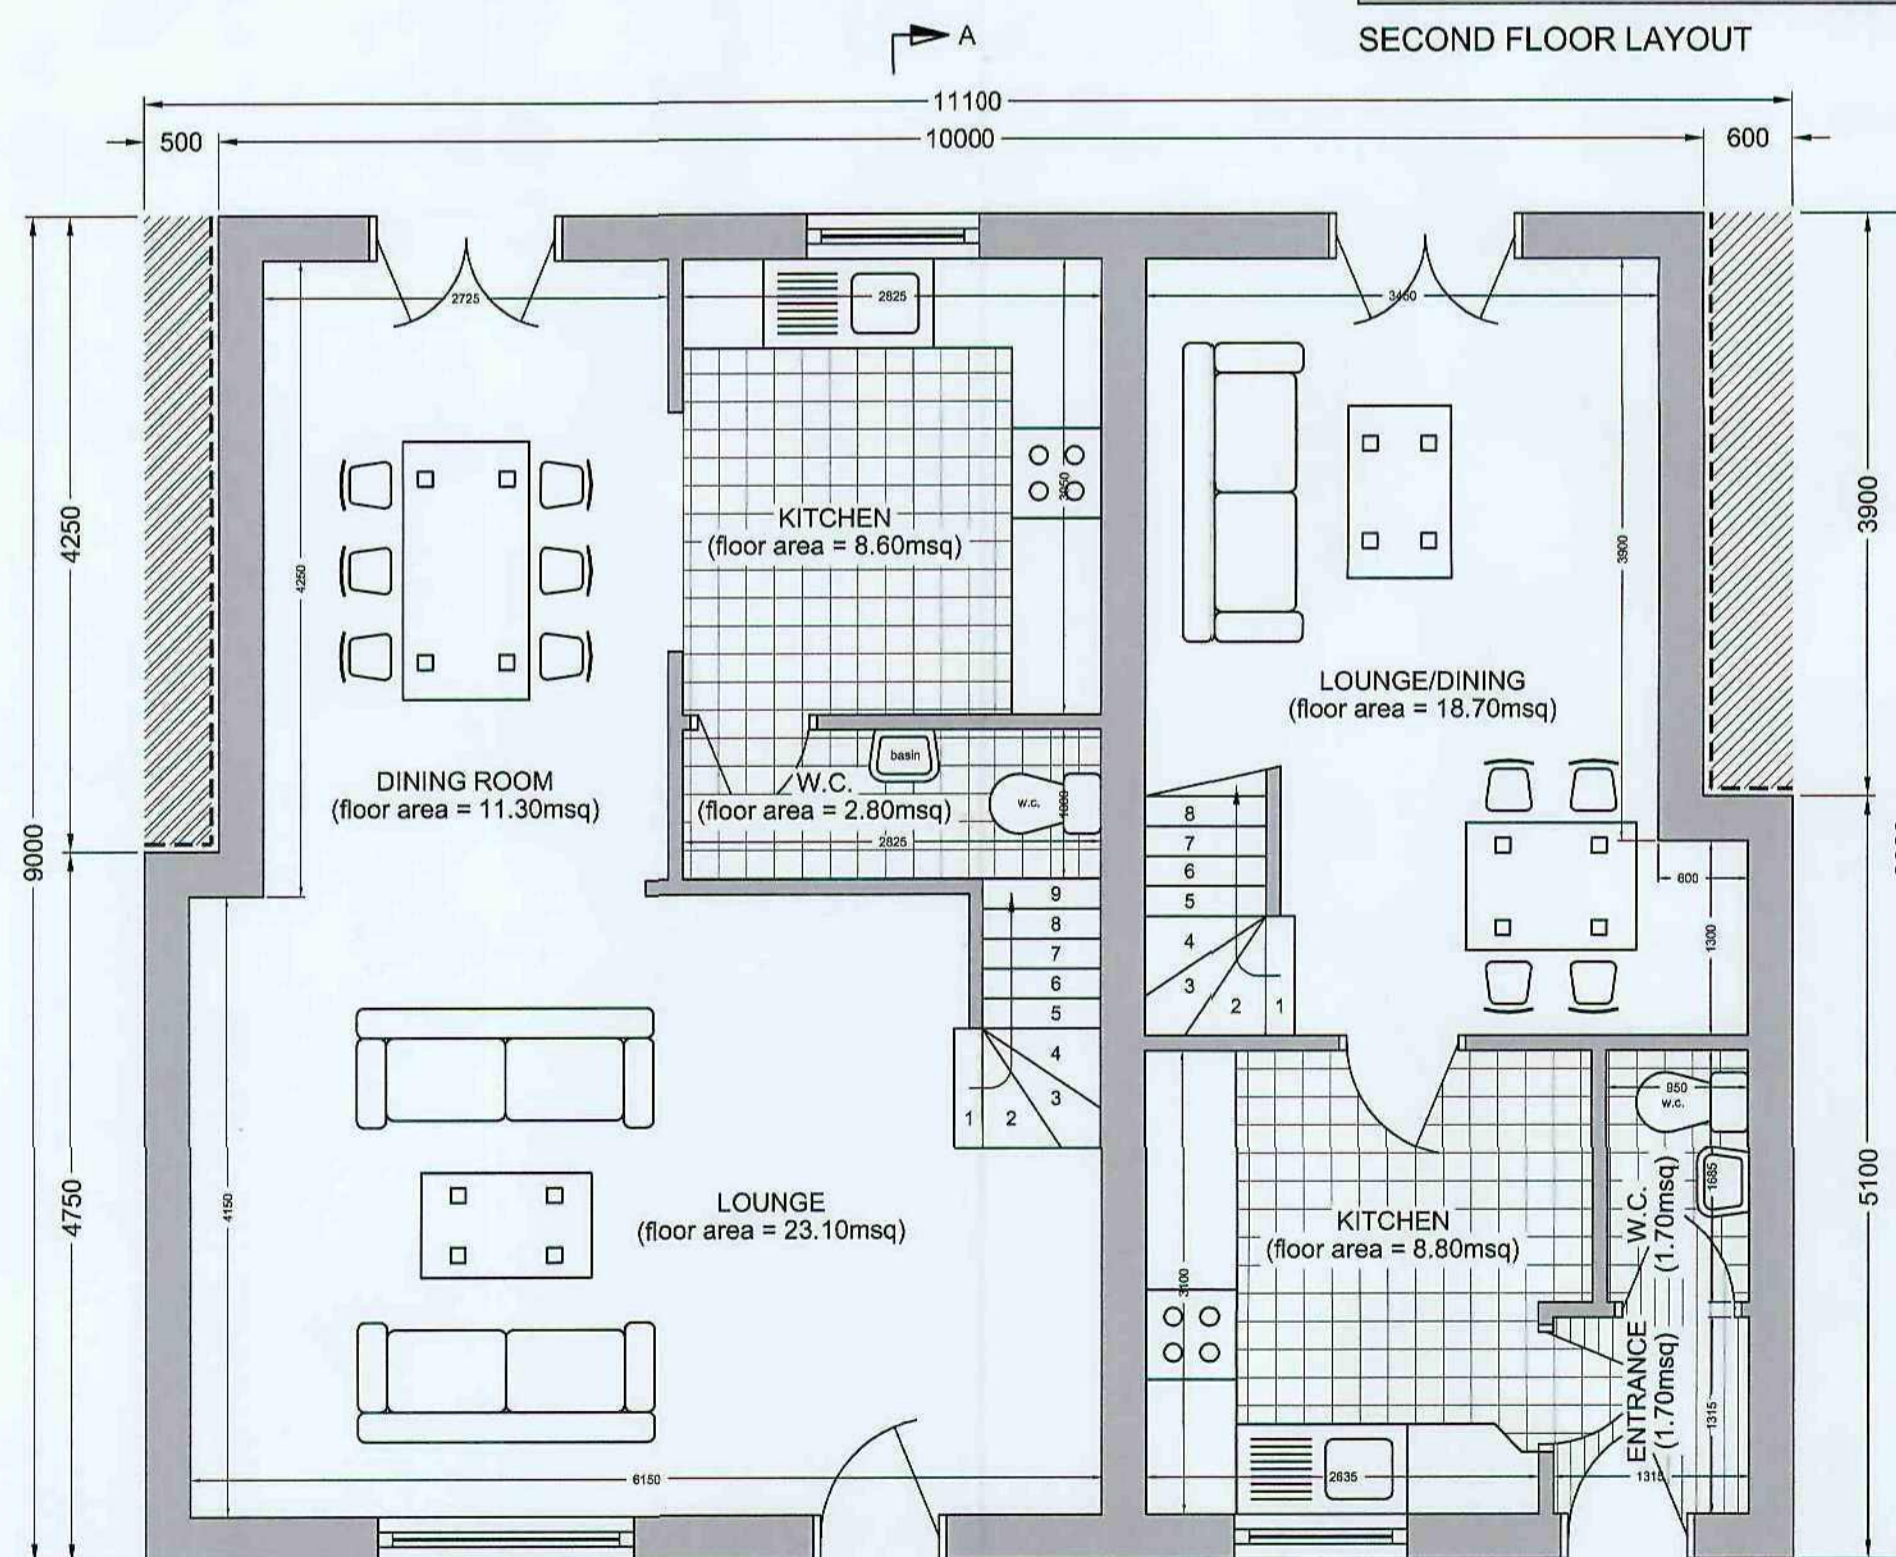 A
SECOND FLOOR LAYOUT
11100
500
10000
600
2725
2825
3450
4250
9000
4250
3900
3900
3050
KITCHEN
(floor area = 8.60msq)
LOUNGE/DINING
(floor area = 18.70msq)
DINING ROOM
(floor area = 11.30msq)
basin
W.C.
(floor area = 2.80msq)
w.c.
1000
2825
8
7
6
5
4
3
2
1
600
1300
9
8
7
6
5
4
3
2
1
4750
4150
LOUNGE
(floor area = 23.10msq)
6150
950
w.c.
1685
W.C.
(1.70msq)
5100
KITCHEN
(floor area = 8.80msq)
3100
ENTRANCE
(1.70msq)
1315
2635
1315